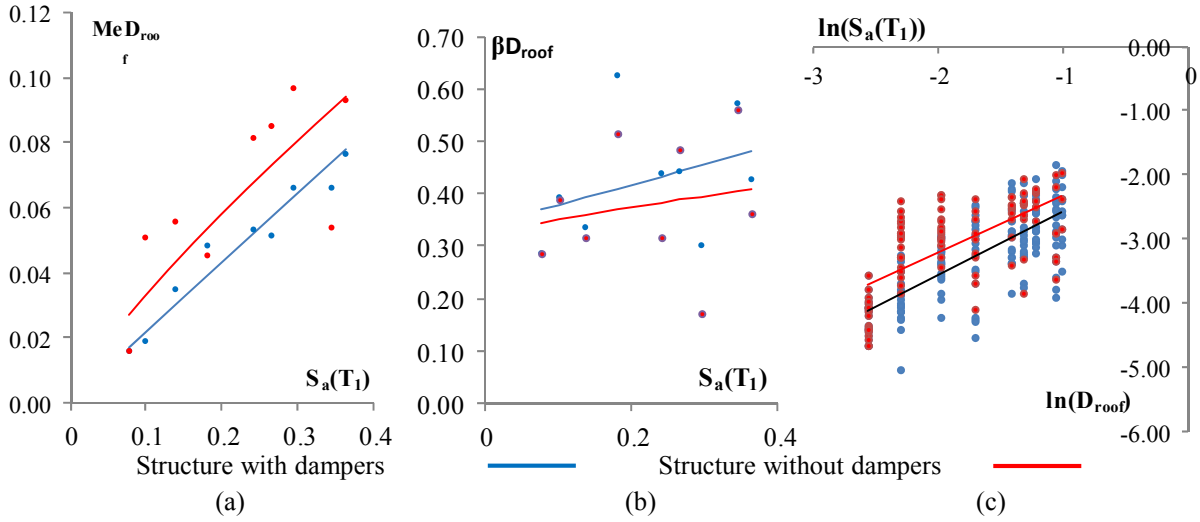 Me D_roo
f
0.12
0.10
0.08
0.06
0.04
0.02
0.00
S_a(T_1)
0 0.1 0.2 0.3 0.4
βD_roof
0.70
0.60
0.50
0.40
0.30
0.20
0.10
0.00
S_a(T_1)
0 0.2 0.4
ln(S_a(T_1))
-3 -2 -1 0
0.00
-1.00
-2.00
-3.00
-4.00
-5.00
-6.00
ln(D_roof)
Structure with dampers Structure without dampers
(a) (b) (c)